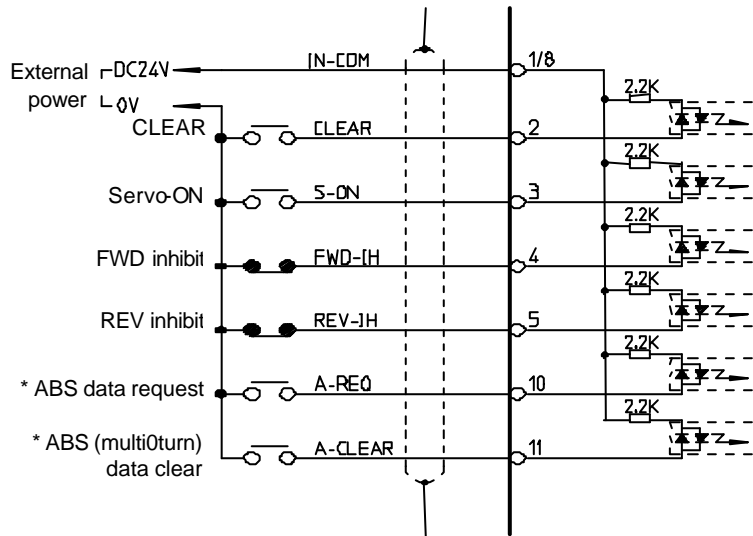 External power
DC24V
0V
IN-COM
1/8
2.2K
CLEAR
CLEAR
2
2.2K
Servo-ON
S-ON
3
2.2K
FWD inhibit
FWD-IH
4
2.2K
REV inhibit
REV-IH
5
2.2K
* ABS data request
A-REQ
10
2.2K
* ABS (multi0turn)
data clear
A-CLEAR
11